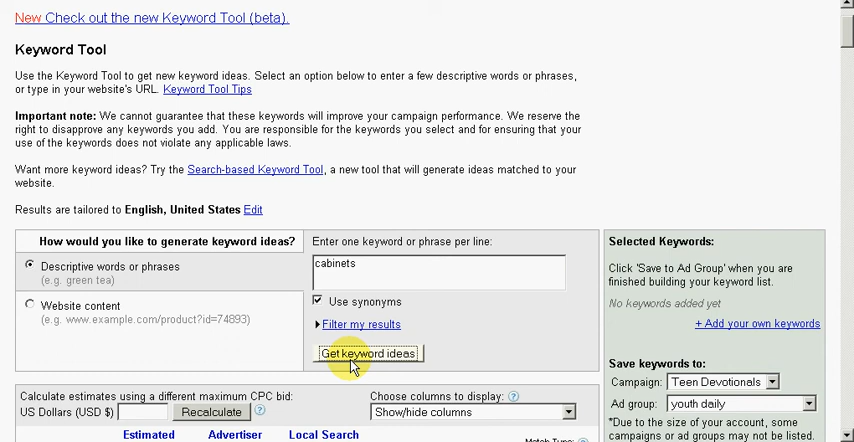 New Check out the new Keyword Tool (beta).
Keyword Tool
Use the Keyword Tool to get new keyword ideas. Select an option below to enter a few descriptive words or phrases,
or type in your website's URL. Keyword Tool Tips
Important note: We cannot guarantee that these keywords will improve your campaign performance. We reserve the
right to disapprove any keywords you add. You are responsible for the keywords you select and for ensuring that your
use of the keywords does not violate any applicable laws.
Want more keyword ideas? Try the Search-based Keyword Tool, a new tool that will generate ideas matched to your
website.
Results are tailored to English, United States Edit
How would you like to generate keyword ideas?
Descriptive words or phrases
(e.g. green tea)
Website content
(e.g. www.example.com/product?id=74893)
Enter one keyword or phrase per line:
cabinets
Use synonyms
Filter my results
Get keyword ideas
Selected Keywords:
Click 'Save to Ad Group' when you are
finished building your keyword list.
No keywords added yet
+ Add your own keywords
Save keywords to:
Campaign: Teen Devotionals
Ad group: youth daily
*Due to the size of your account, some
campaigns or ad groups may not be listed.
Calculate estimates using a different maximum CPC bid:
US Dollars (USD $) Recalculate ?
Choose columns to display: ?
Show/hide columns
Estimated Advertiser Local Search
Match Type: ?